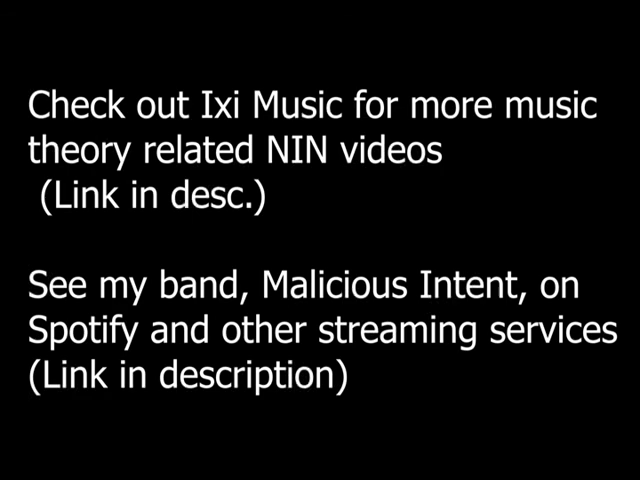 Check out Ixi Music for more music
theory related NIN videos
(Link in desc.)
See my band, Malicious Intent, on
Spotify and other streaming services
(Link in description)